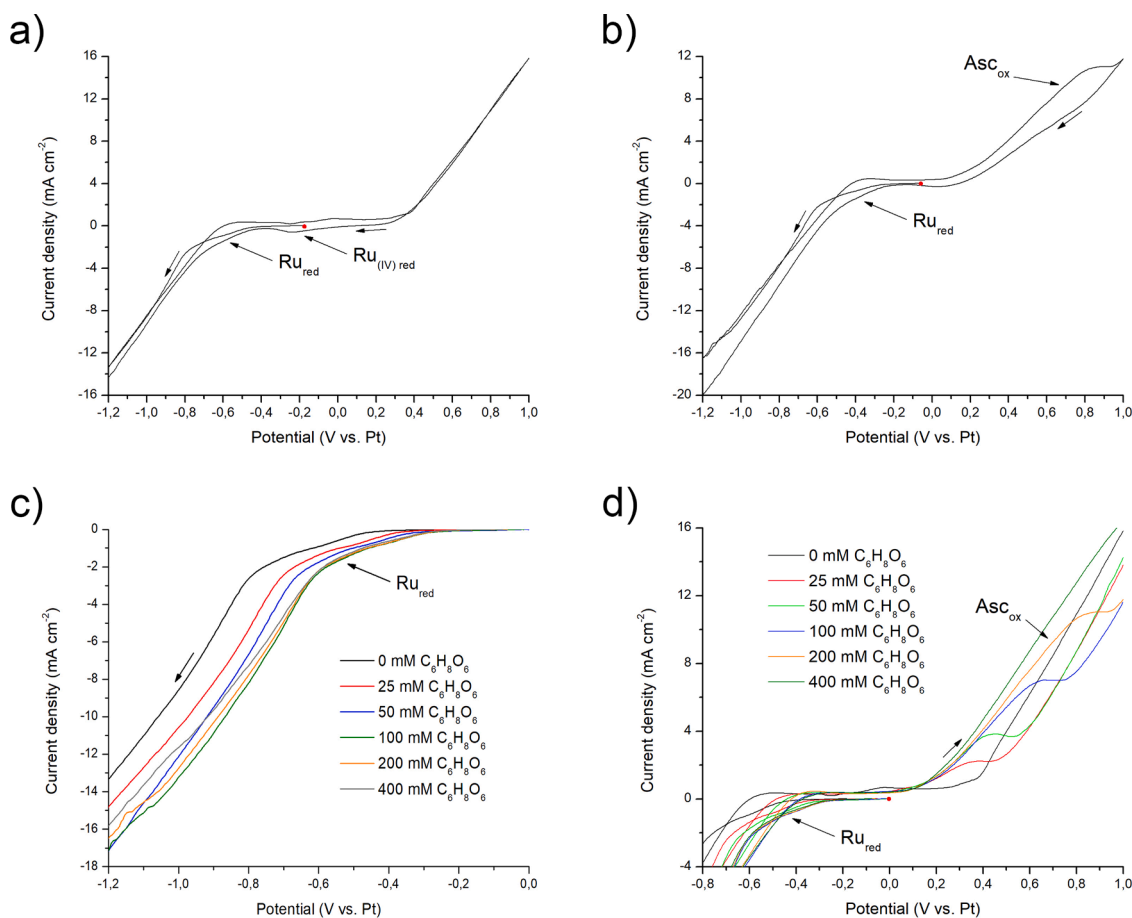 a)
16
12
8
4
0
-4
-8
-12
-16
Current density (mA cm⁻²)
Ru_red
Ru_(IV) red
-1,2 -1,0 -0,8 -0,6 -0,4 -0,2 0,0 0,2 0,4 0,6 0,8 1,0
Potential (V vs. Pt)
b)
12
8
4
0
-4
-8
-12
-16
-20
Current density (mA cm⁻²)
Asc_ox
Ru_red
-1,2 -1,0 -0,8 -0,6 -0,4 -0,2 0,0 0,2 0,4 0,6 0,8 1,0
Potential (V vs. Pt)
c)
0
-2
-4
-6
-8
-10
-12
-14
-16
-18
Current density (mA cm⁻²)
Ru_red
0 mM C₆H₈O₆
25 mM C₆H₈O₆
50 mM C₆H₈O₆
100 mM C₆H₈O₆
200 mM C₆H₈O₆
400 mM C₆H₈O₆
-1,2 -1,0 -0,8 -0,6 -0,4 -0,2 0,0
Potential (V vs. Pt)
d)
16
12
8
4
0
-4
Current density (mA cm⁻²)
0 mM C₆H₈O₆
25 mM C₆H₈O₆
50 mM C₆H₈O₆
100 mM C₆H₈O₆
200 mM C₆H₈O₆
400 mM C₆H₈O₆
Asc_ox
Ru_red
-0,8 -0,6 -0,4 -0,2 0,0 0,2 0,4 0,6 0,8 1,0
Potential (V vs. Pt)